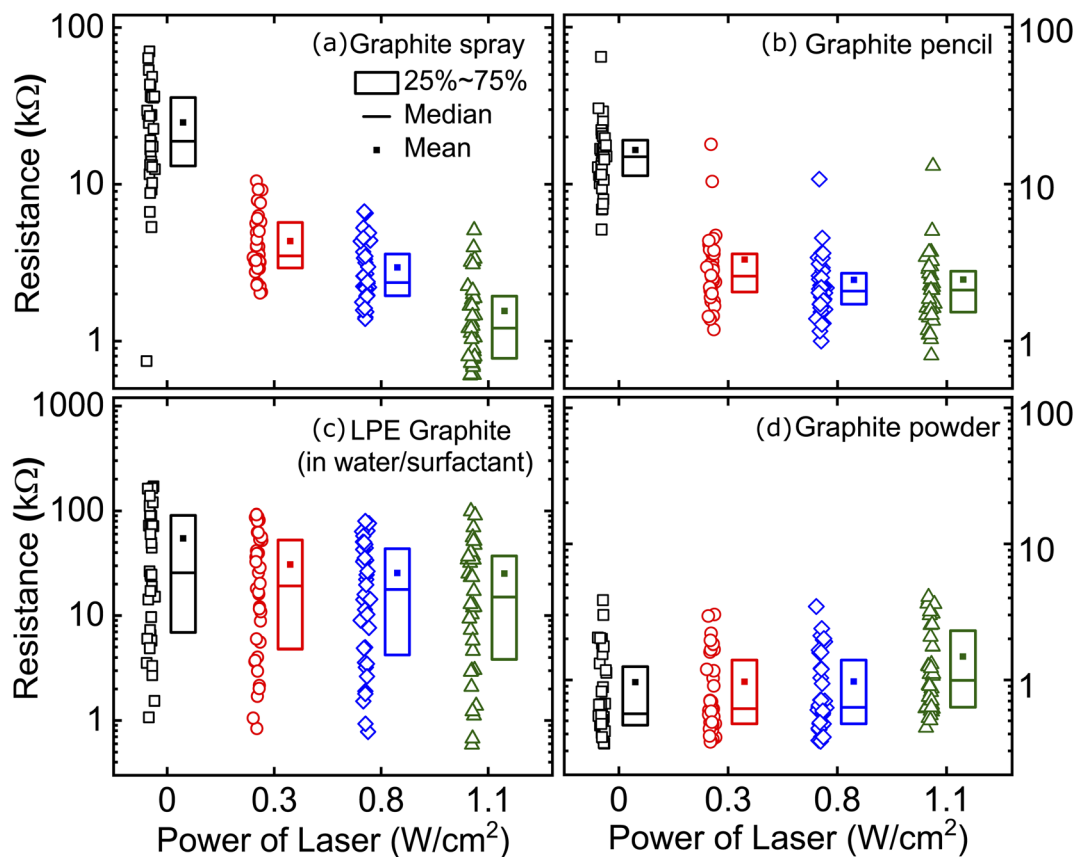 (a) Graphite spray
25%~75%
Median
Mean
100
10
1
Resistance (kΩ)
(b) Graphite pencil
100
10
1
(c) LPE Graphite
(in water/surfactant)
1000
100
10
1
Resistance (kΩ)
0 0.3 0.8 1.1
Power of Laser (W/cm²)
(d) Graphite powder
100
10
1
0 0.3 0.8 1.1
Power of Laser (W/cm²)